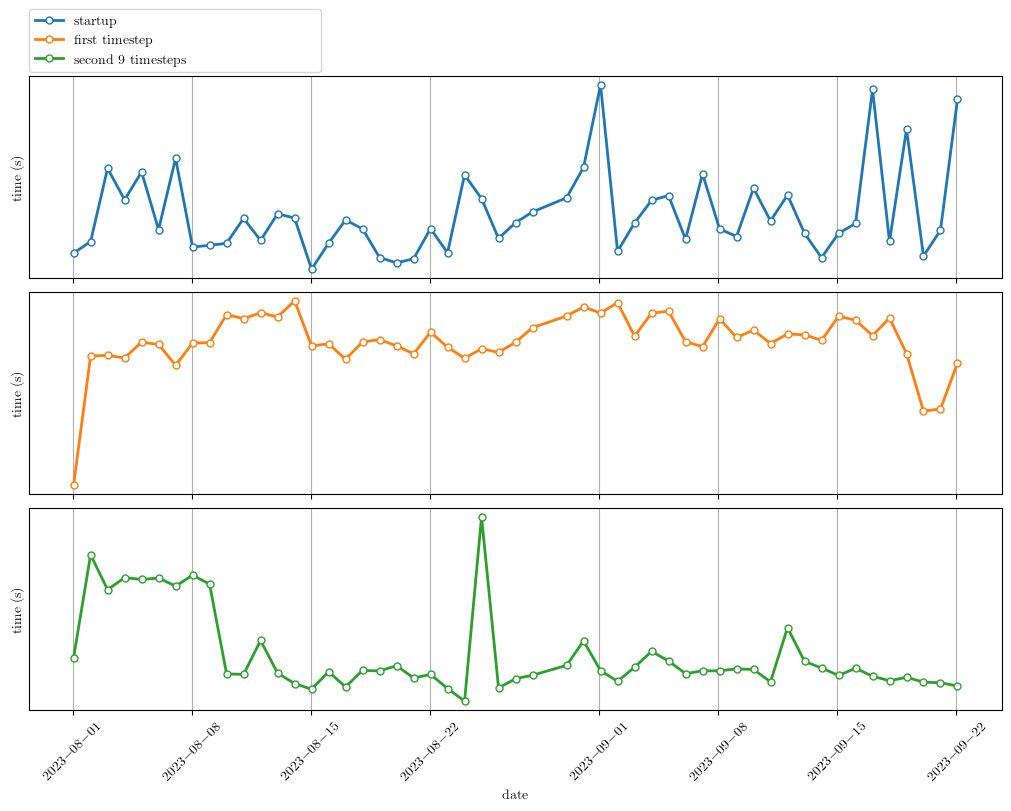 startup
first timestep
second 9 timesteps
time (s)
time (s)
time (s)
2023−08−01
2023−08−08
2023−08−15
2023−08−22
2023−09−01
2023−09−08
2023−09−15
2023−09−22
date